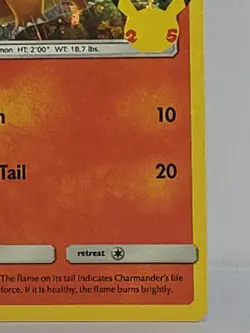 mon HT: 2'00" WT: 18.7 lbs.
25
10
Tail 20
retreat
The flame on its tail indicates Charmander's life
force. If it is healthy, the flame burns brightly.